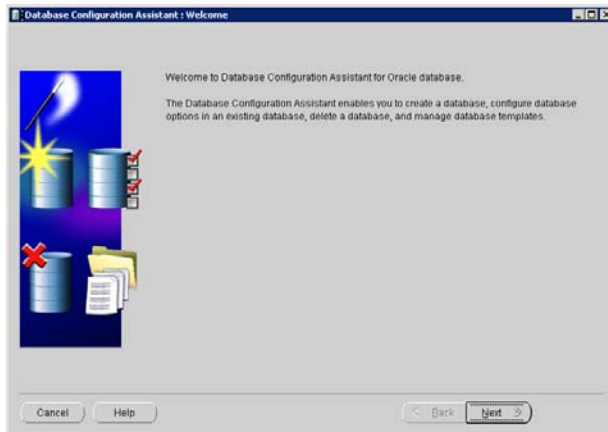 Database Configuration Assistant : Welcome
Welcome to Database Configuration Assistant for Oracle database.
The Database Configuration Assistant enables you to create a database, configure database
options in an existing database, delete a database, and manage database templates.
Cancel
Help
Back
Next